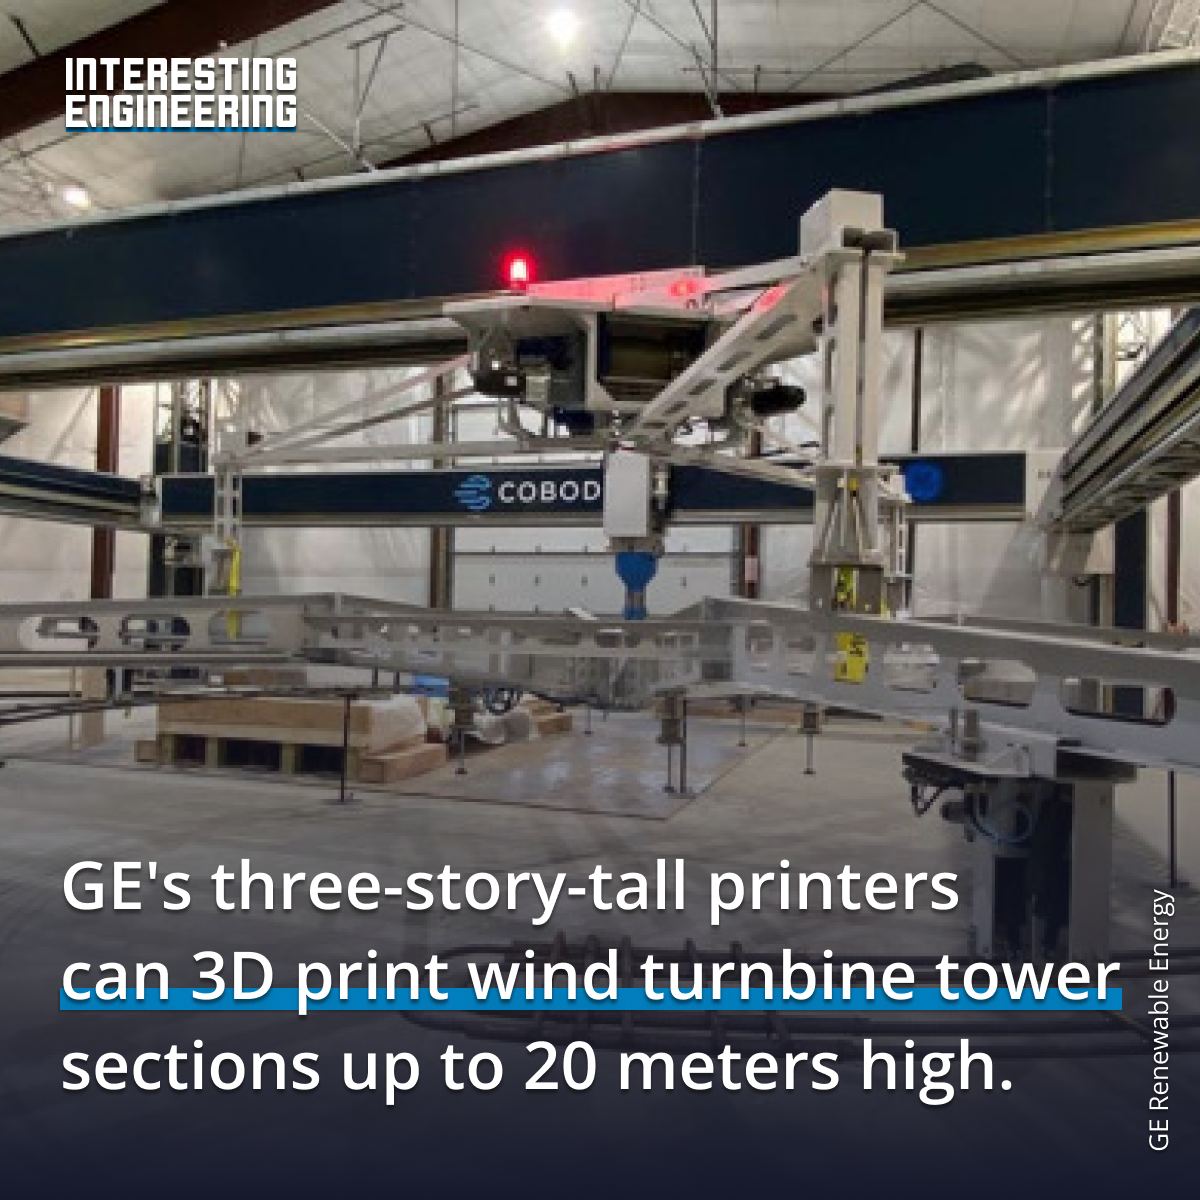 INTERESTING
ENGINEERING
COBOD
GE's three-story-tall printers
can 3D print wind turnbine tower
sections up to 20 meters high.
GE Renewable Energy